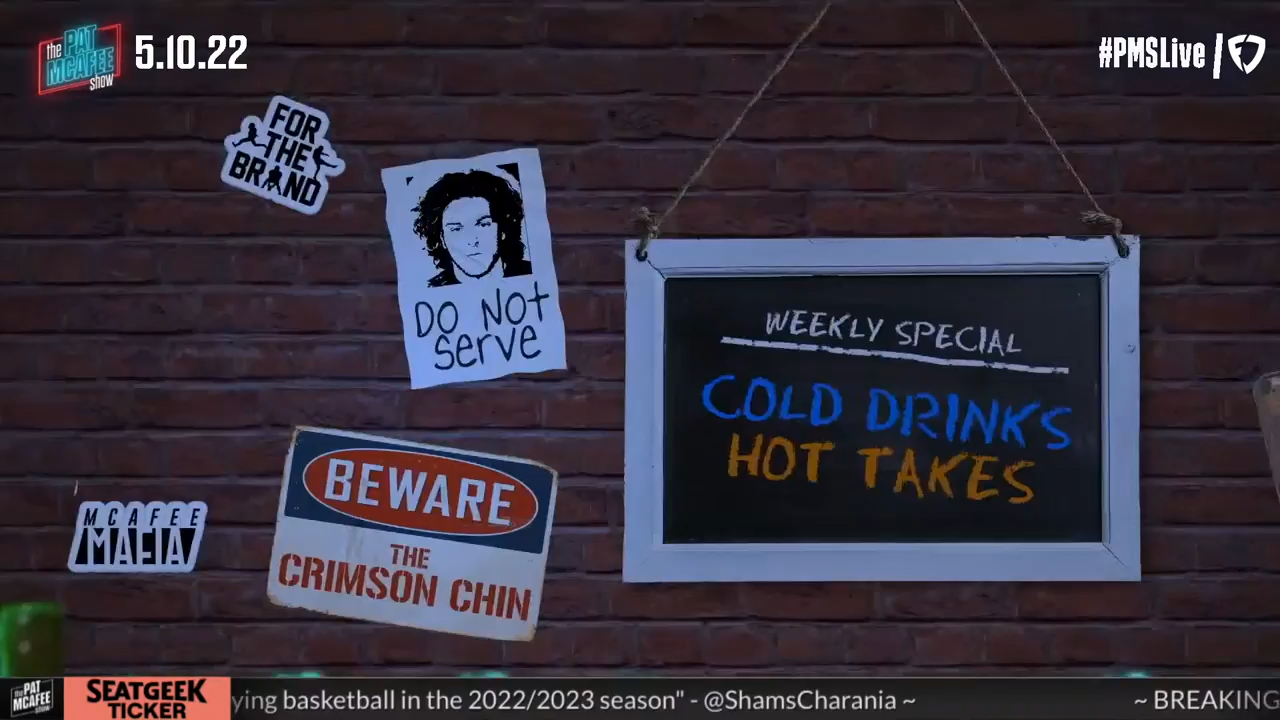 the PAT MCAFEE show
5.10.22
#PMSLive
FOR
THE
BRAND
DO NOT
Serve
WEEKLY SPECIAL
COLD DRINKS
HOT TAKES
BEWARE
THE
CRIMSON CHIN
MCAFEE
MAFIA
the PAT MCAFEE show
SEATGEEK
TICKER
ying basketball in the 2022/2023 season" - @ShamsCharania ~
~ BREAKING